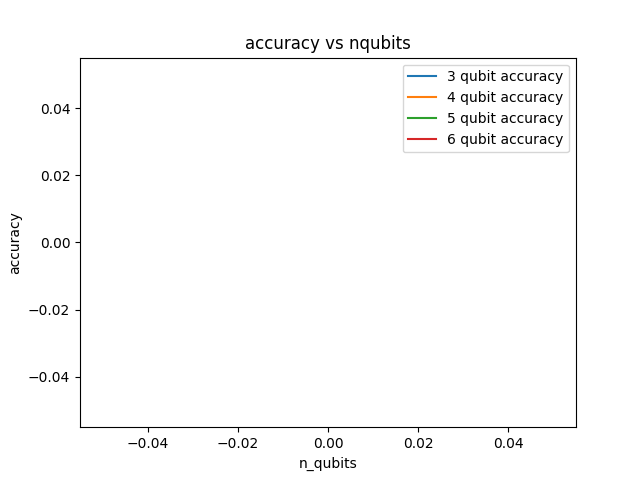 accuracy vs nqubits
3 qubit accuracy
4 qubit accuracy
5 qubit accuracy
6 qubit accuracy
accuracy
0.04
0.02
0.00
−0.02
−0.04
−0.04 −0.02 0.00 0.02 0.04
n_qubits